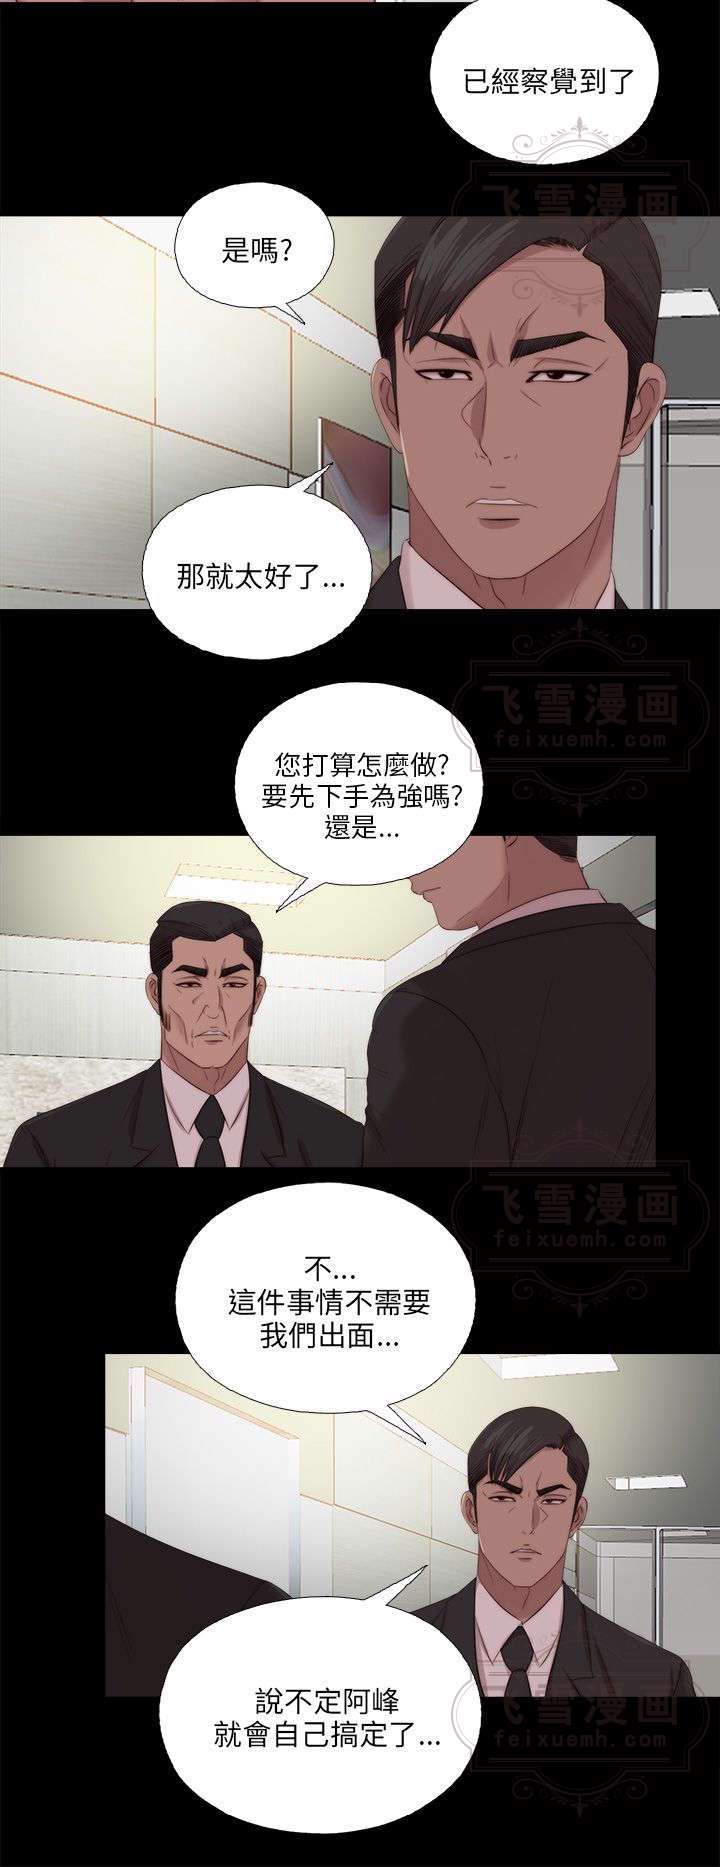 已經察覺到了
飞雪漫画
是嗎?
那就太好了...
飞雪漫画
feixuemh.com
您打算怎麼做?
要先下手為強嗎?
還是...
飞雪漫画
feixuemh.com
不...
這件事情不需要
我們出面...
飞雪漫画
feixuemh.com
說不定阿峰
就會自己搞定了...